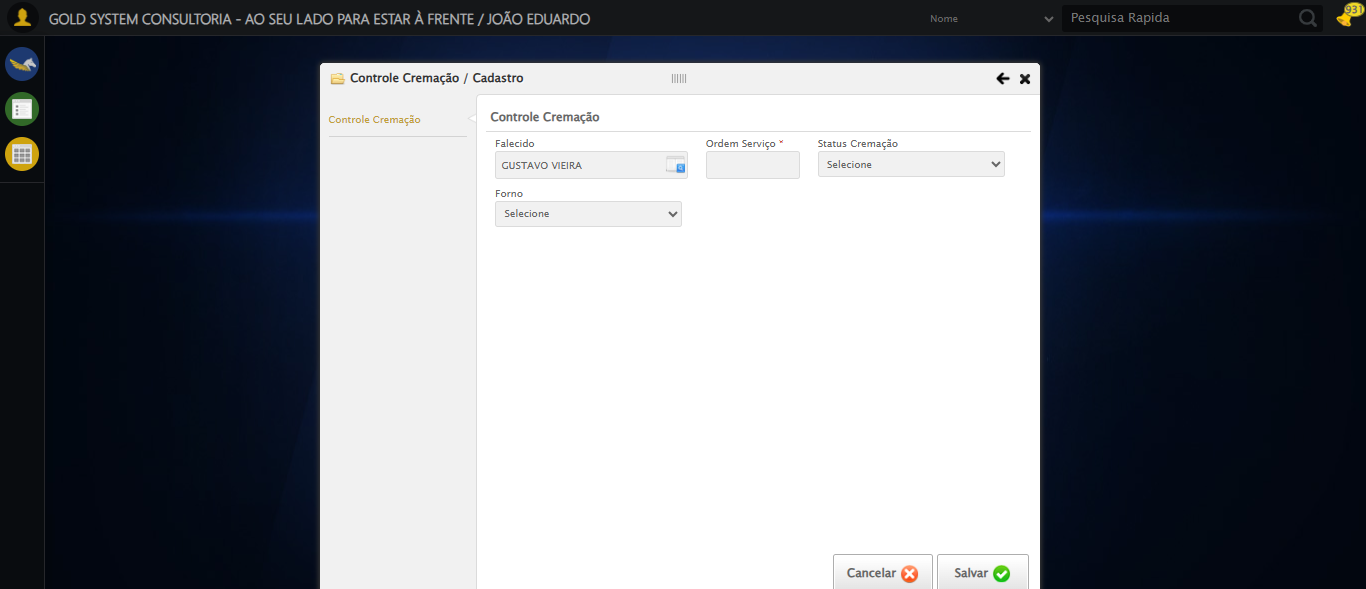 GOLD SYSTEM CONSULTORIA - AO SEU LADO PARA ESTAR À FRENTE / JOÃO EDUARDO
Nome
Pesquisa Rapida
931
Controle Cremação / Cadastro
Controle Cremação
Controle Cremação
Falecido
Ordem Serviço *
Status Cremação
GUSTAVO VIEIRA
Selecione
Forno
Selecione
Cancelar
Salvar